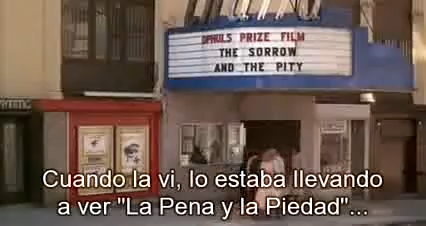 OPHULS PRIZE FILM
THE SORROW
AND THE PITY
Cuando la vi, lo estaba llevando
a ver "La Pena y la Piedad"...